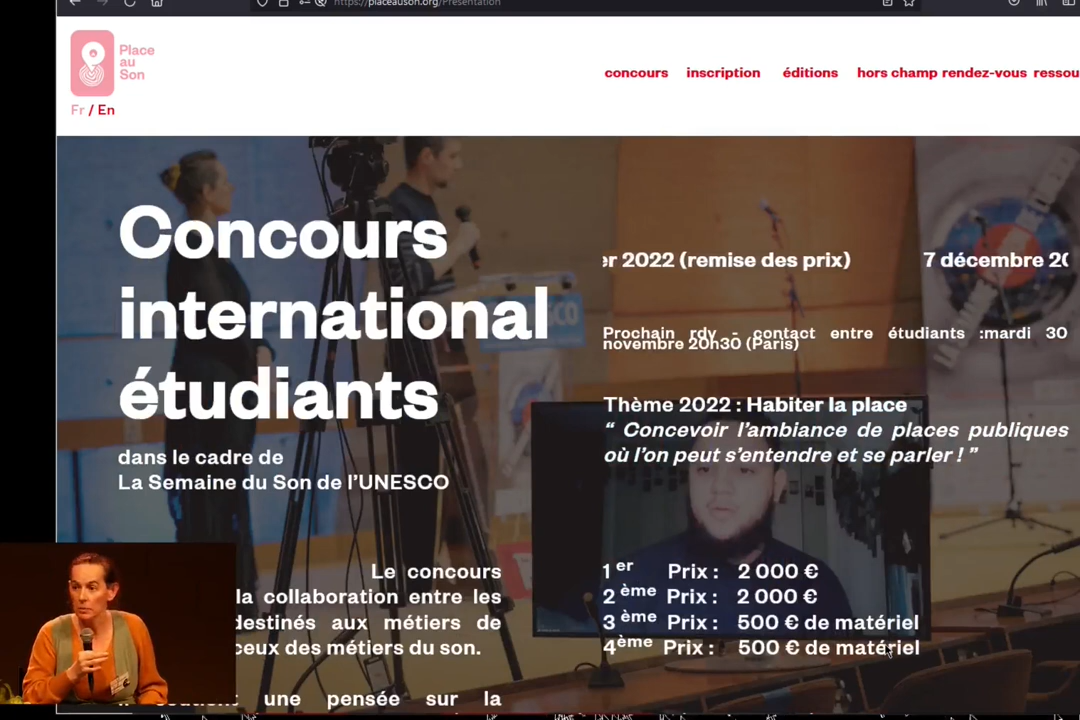 https://placeauson.org/Presentation
Place
au
Son
Fr / En
concours inscription éditions hors champ rendez-vous ressou
Concours
international
étudiants
dans le cadre de
La Semaine du Son de l’UNESCO
er 2022 (remise des prix) 7 décembre 20
Prochain rdv - contact entre étudiants :mardi 30
novembre 20h30 (Paris)
Thème 2022 : Habiter la place
“ Concevoir l’ambiance de places publiques
où l’on peut s’entendre et se parler ! ”
1er Prix : 2 000 €
2ème Prix : 2 000 €
3ème Prix : 500 € de matériel
4ème Prix : 500 € de matériel
Le concours
la collaboration entre les
destinés aux métiers de
ceux des métiers du son.
une pensée sur la